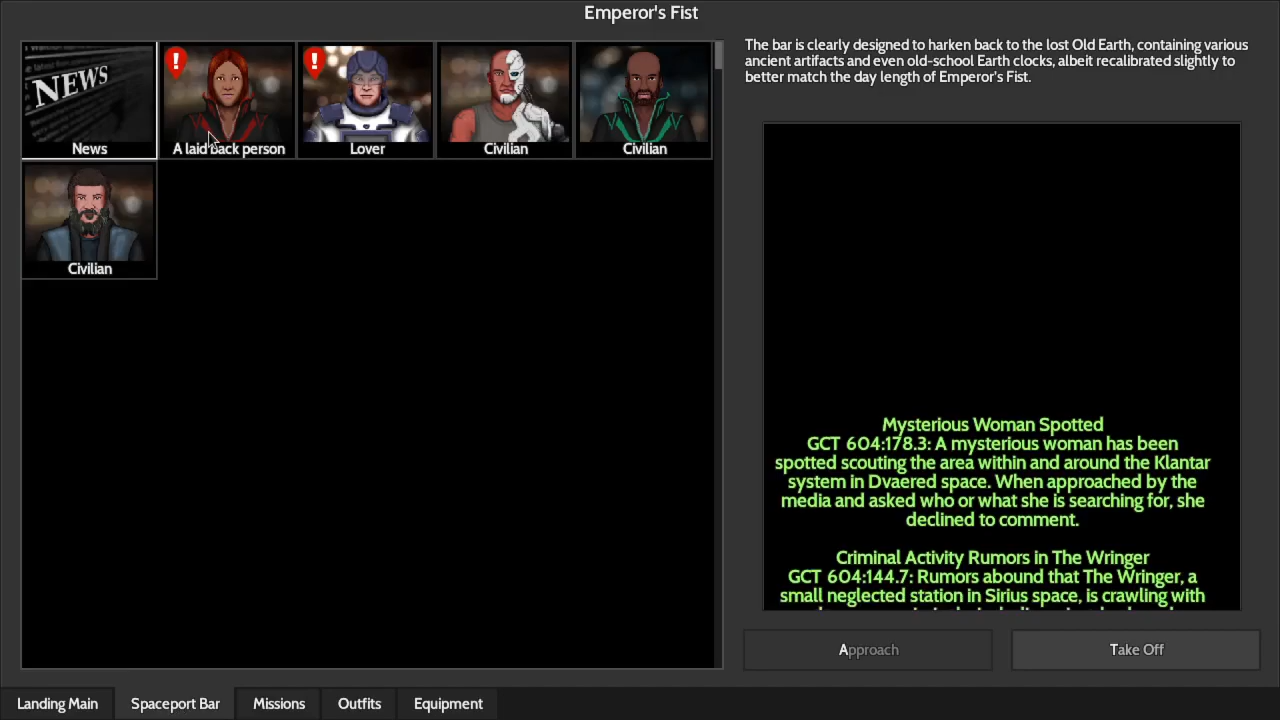 Emperor's Fist
The bar is clearly designed to harken back to the lost Old Earth, containing various
ancient artifacts and even old-school Earth clocks, albeit recalibrated slightly to
better match the day length of Emperor's Fist.
NEWS
News
A laid back person
Lover
Civilian
Civilian
Civilian
Mysterious Woman Spotted
GCT 604:178.3: A mysterious woman has been
spotted scouting the area within and around the Klantar
system in Dvaered space. When approached by the
media and asked who or what she is searching for, she
declined to comment.
Criminal Activity Rumors in The Wringer
GCT 604:144.7: Rumors abound that The Wringer, a
small neglected station in Sirius space, is crawling with
Approach
Take Off
Landing Main
Spaceport Bar
Missions
Outfits
Equipment